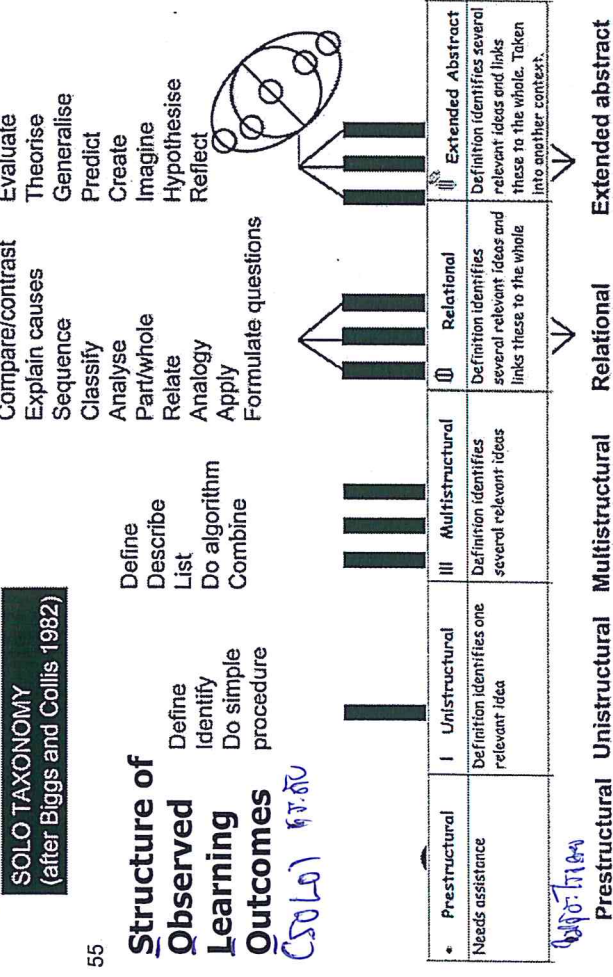 SOLO TAXONOMY
(after Biggs and Collis 1982)
55
Structure of
Observed
Learning
Outcomes
(SOLO)
Define
Identify
Do simple
procedure
Define
Describe
List
Do algorithm
Combine
Compare/contrast
Explain causes
Sequence
Classify
Analyse
Part/whole
Relate
Analogy
Apply
Formulate questions
Evaluate
Theorise
Generalise
Predict
Create
Imagine
Hypothesise
Reflect
• Prestructural
Needs assistance
I Unistructural
Definition identifies one
relevant idea
III Multistructural
Definition identifies
several relevant ideas
Relational
Definition identifies
several relevant ideas and
links these to the whole
Extended Abstract
Definition identifies several
relevant ideas and links
these to the whole. Taken
into another context.
Prestructural Unistructural Multistructural Relational Extended abstract